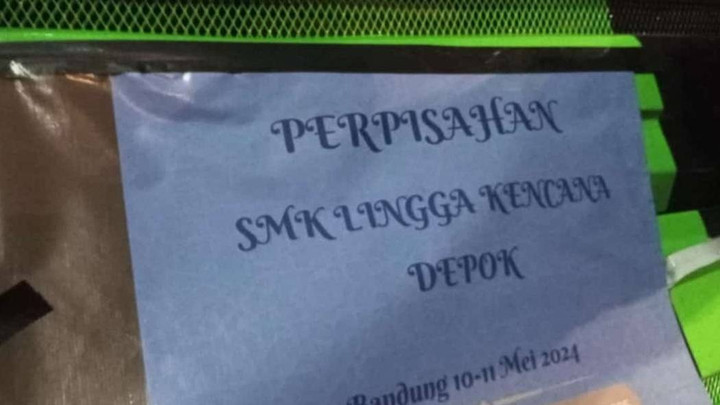 PERPISAHAN
SMK LINGGA KENCANA
DEPOK
Bandung 10-11 Mei 2024